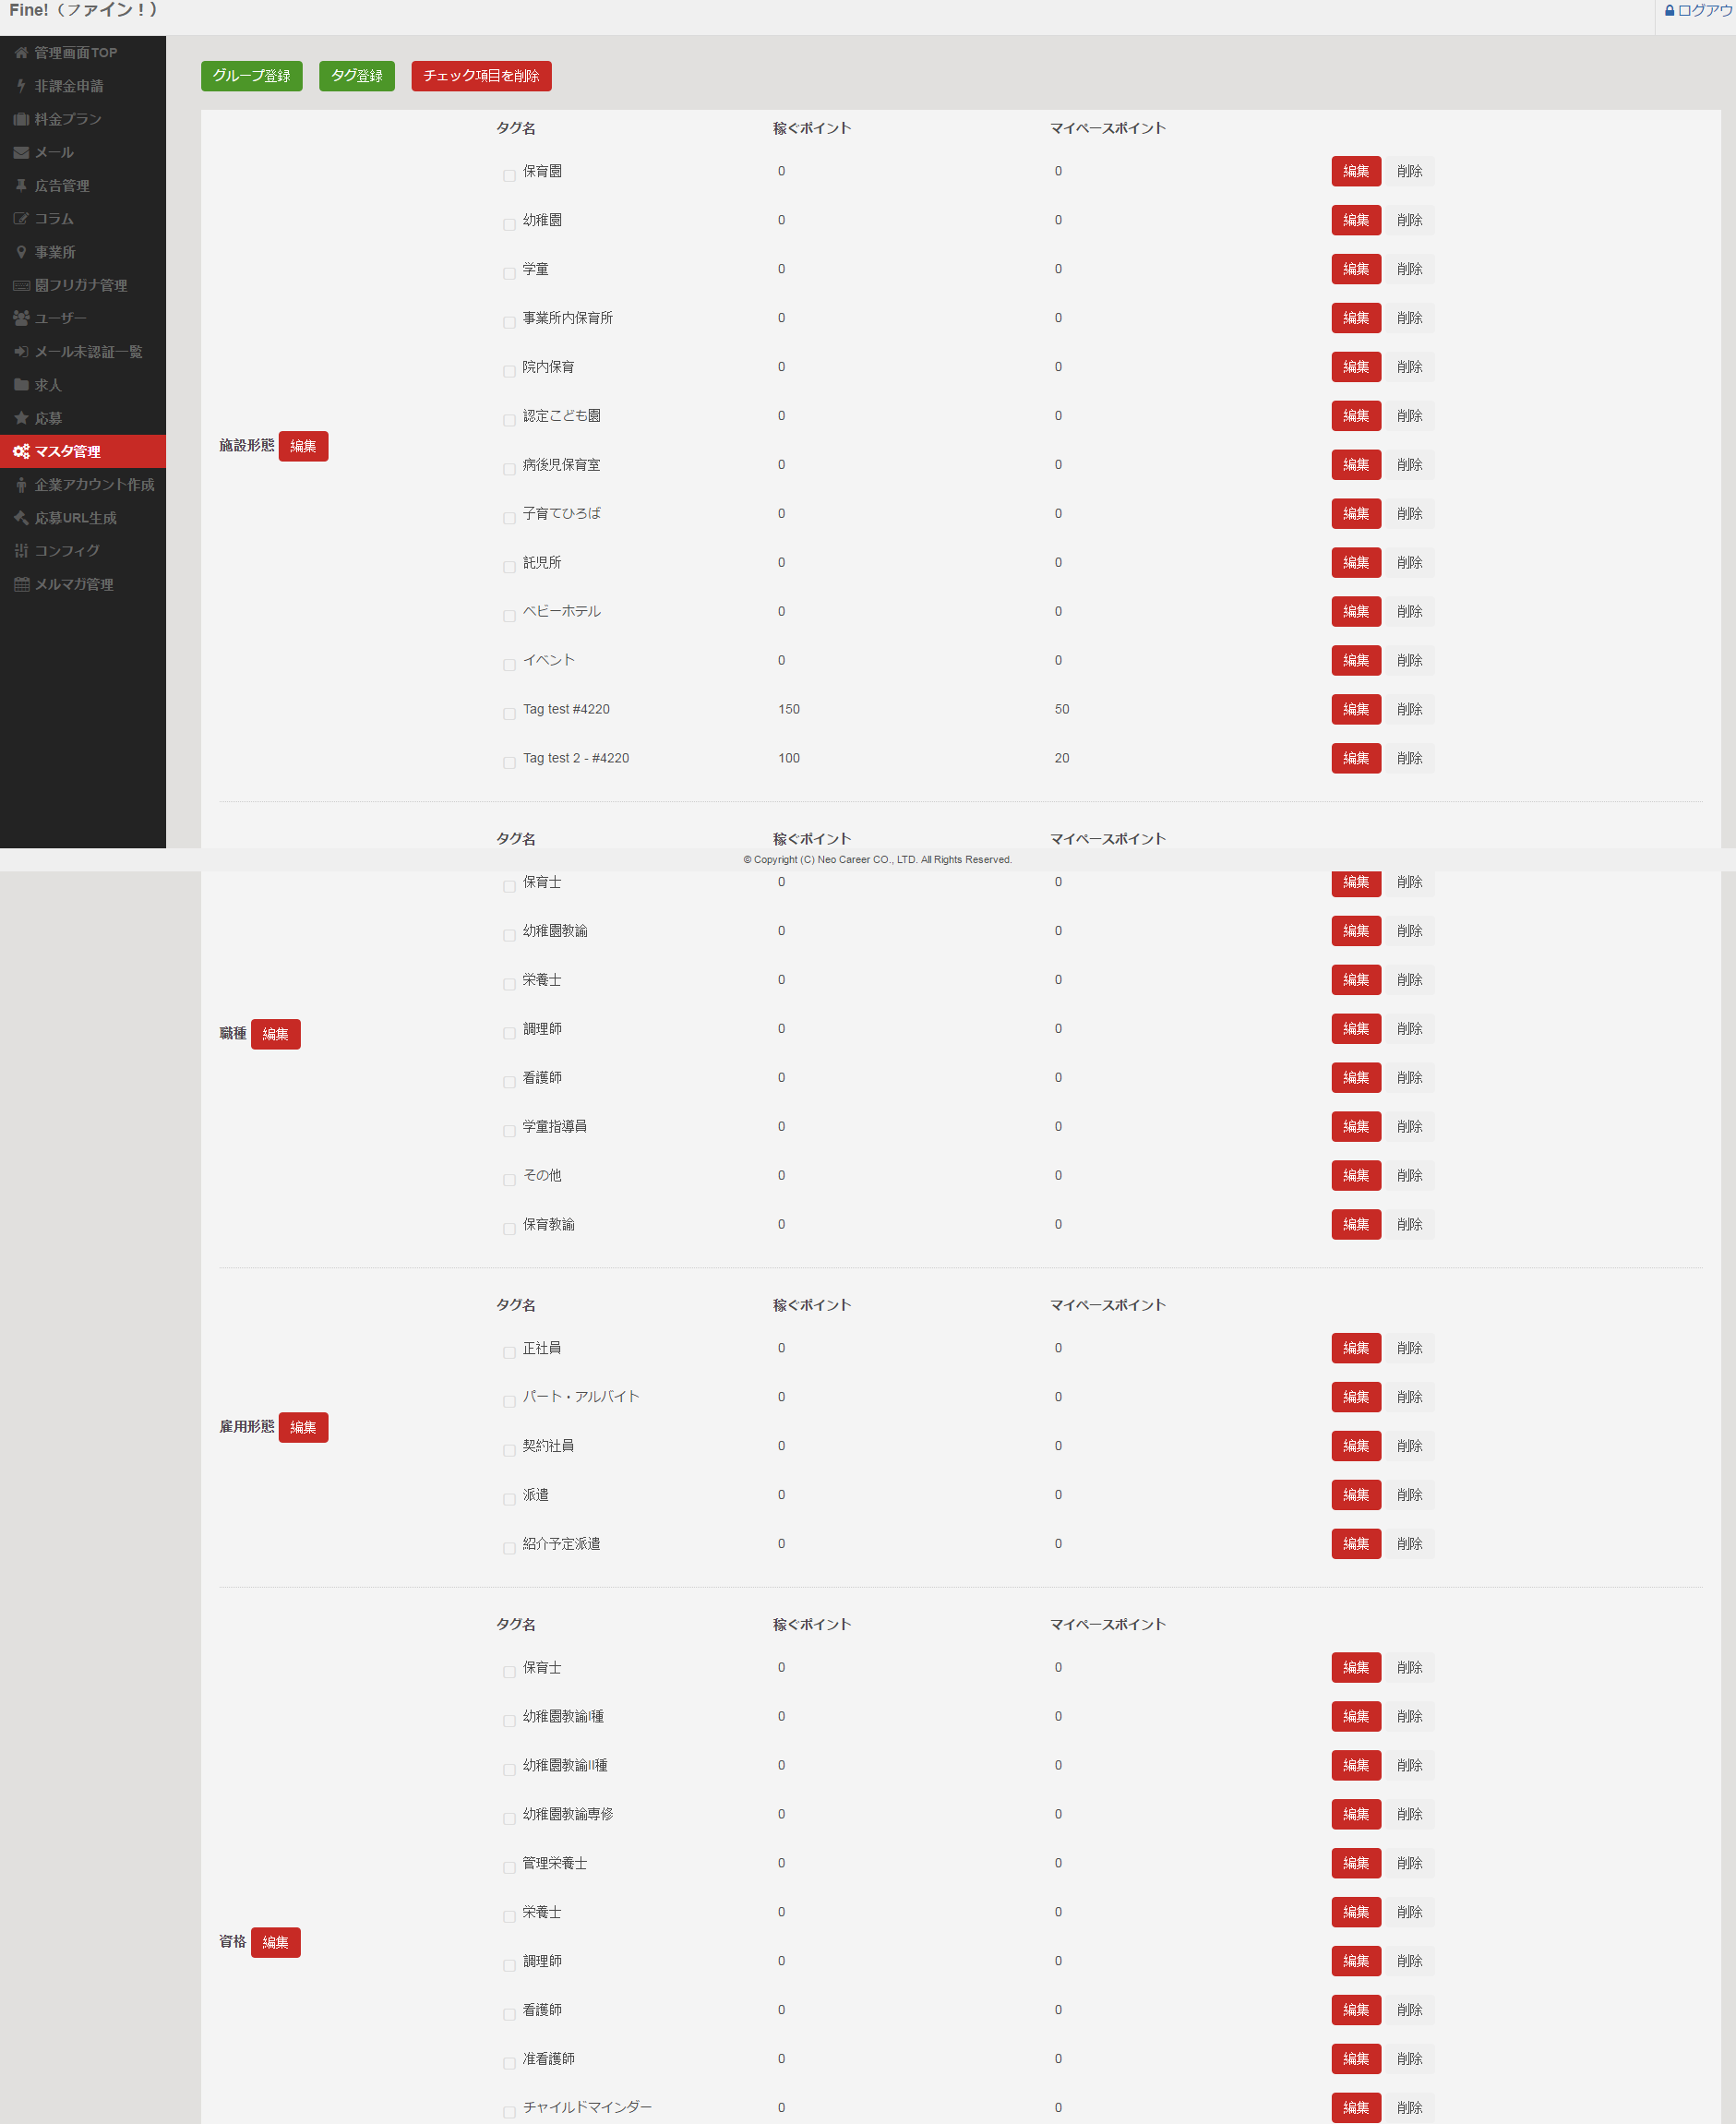 Fine!（ファイン！）
ログアウ
管理画面TOP
非課金申請
料金プラン
メール
広告管理
コラム
事業所
園フリガナ管理
ユーザー
メール未認証一覧
求人
応募
マスタ管理
企業アカウント作成
応募URL生成
コンフィグ
メルマガ管理
グループ登録 タグ登録 チェック項目を削除
タグ名 稼ぐポイント マイペースポイント
保育園 0 0 編集 削除
幼稚園 0 0 編集 削除
学童 0 0 編集 削除
事業所内保育所 0 0 編集 削除
院内保育 0 0 編集 削除
認定こども園 0 0 編集 削除
施設形態 編集
病後児保育室 0 0 編集 削除
子育てひろば 0 0 編集 削除
託児所 0 0 編集 削除
ベビーホテル 0 0 編集 削除
イベント 0 0 編集 削除
Tag test #4220 150 50 編集 削除
Tag test 2 - #4220 100 20 編集 削除
タグ名 稼ぐポイント マイペースポイント
© Copyright (C) Neo Career CO., LTD. All Rights Reserved.
保育士 0 0 編集 削除
幼稚園教諭 0 0 編集 削除
栄養士 0 0 編集 削除
調理師 0 0 編集 削除
職種 編集
看護師 0 0 編集 削除
学童指導員 0 0 編集 削除
その他 0 0 編集 削除
保育教諭 0 0 編集 削除
タグ名 稼ぐポイント マイペースポイント
正社員 0 0 編集 削除
パート・アルバイト 0 0 編集 削除
雇用形態 編集
契約社員 0 0 編集 削除
派遣 0 0 編集 削除
紹介予定派遣 0 0 編集 削除
タグ名 稼ぐポイント マイペースポイント
保育士 0 0 編集 削除
幼稚園教諭I種 0 0 編集 削除
幼稚園教諭II種 0 0 編集 削除
幼稚園教諭専修 0 0 編集 削除
管理栄養士 0 0 編集 削除
栄養士 0 0 編集 削除
資格 編集
調理師 0 0 編集 削除
看護師 0 0 編集 削除
准看護師 0 0 編集 削除
チャイルドマインダー 0 0 編集 削除